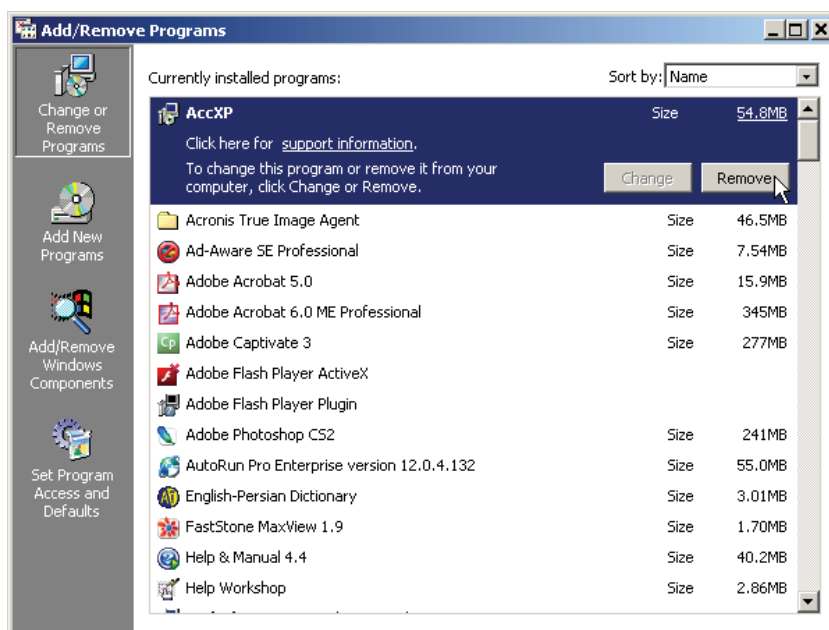 Add/Remove Programs
Change or
Remove
Programs
Add New
Programs
Add/Remove
Windows
Components
Set Program
Access and
Defaults
Currently installed programs:
Sort by: Name
AccXP Size 54.8MB
Click here for support information.
To change this program or remove it from your
computer, click Change or Remove.
Change Remove
Acronis True Image Agent Size 46.5MB
Ad-Aware SE Professional Size 7.54MB
Adobe Acrobat 5.0 Size 15.9MB
Adobe Acrobat 6.0 ME Professional Size 345MB
Cp Adobe Captivate 3 Size 277MB
Adobe Flash Player ActiveX
Adobe Flash Player Plugin
Adobe Photoshop CS2 Size 241MB
AutoRun Pro Enterprise version 12.0.4.132 Size 55.0MB
English-Persian Dictionary Size 3.01MB
FastStone MaxView 1.9 Size 1.70MB
Help & Manual 4.4 Size 40.2MB
Help Workshop Size 2.86MB